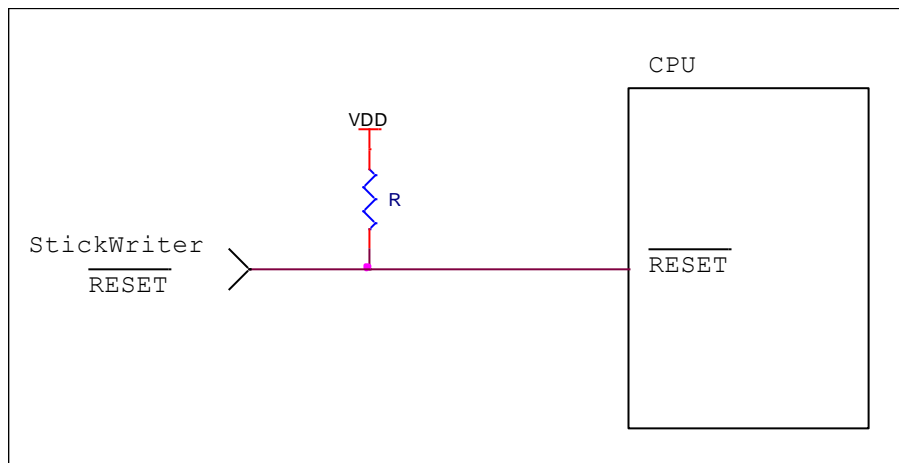 CPU
VDD
R
StickWriter
RESET
RESET